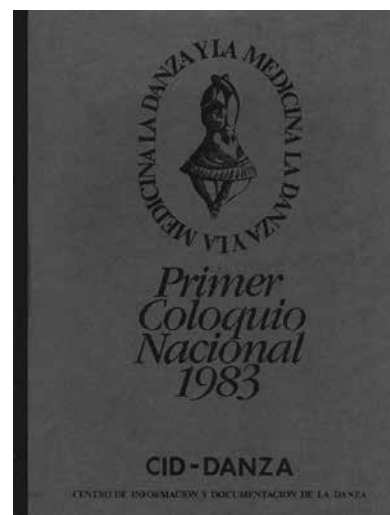 LA DANZA Y LA MEDICINA LA DANZA Y LA MEDICINA
Primer
Coloquio
Nacional
1983
CID-DANZA
CENTRO DE INFORMACION Y DOCUMENTACION DE LA DANZA